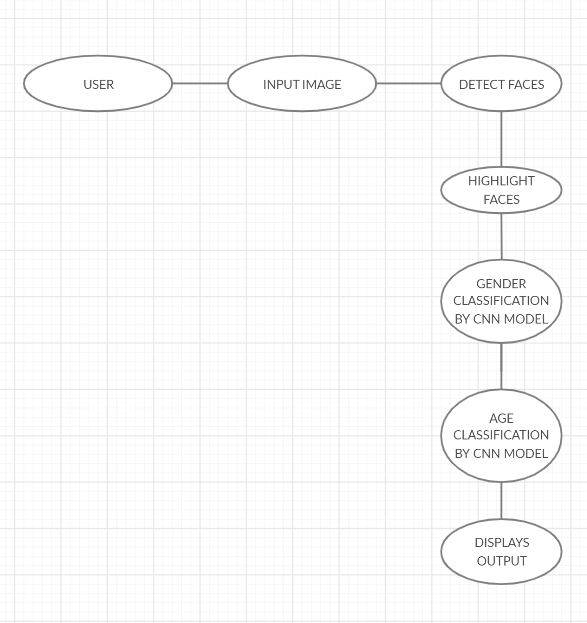 USER
INPUT IMAGE
DETECT FACES
HIGHLIGHT
FACES
GENDER
CLASSIFICATION
BY CNN MODEL
AGE
CLASSIFICATION
BY CNN MODEL
DISPLAYS
OUTPUT